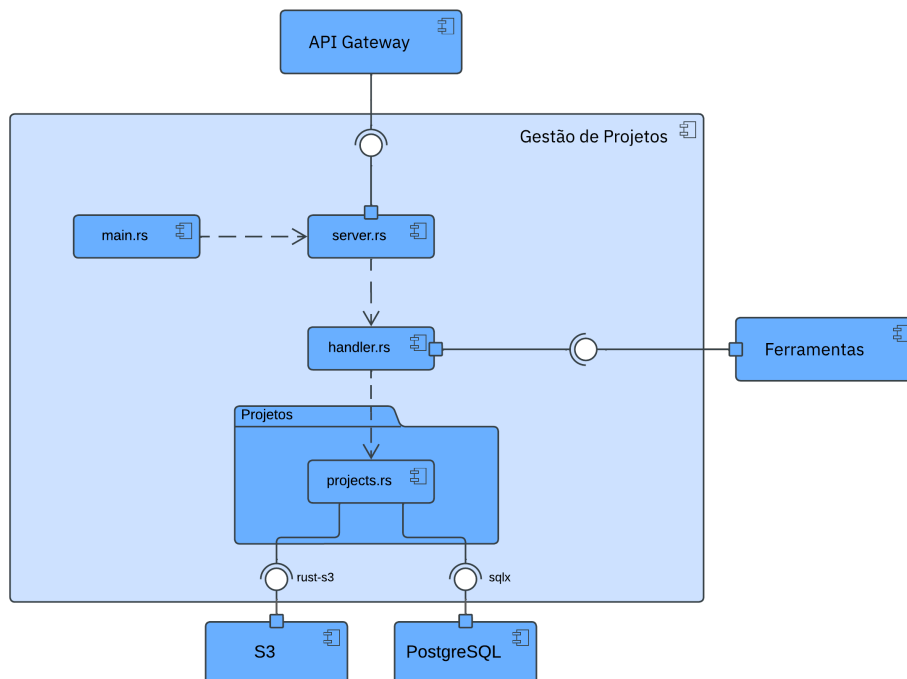 API Gateway
Gestão de Projetos
main.rs
server.rs
handler.rs
Ferramentas
Projetos
projects.rs
rust-s3
sqlx
S3
PostgreSQL